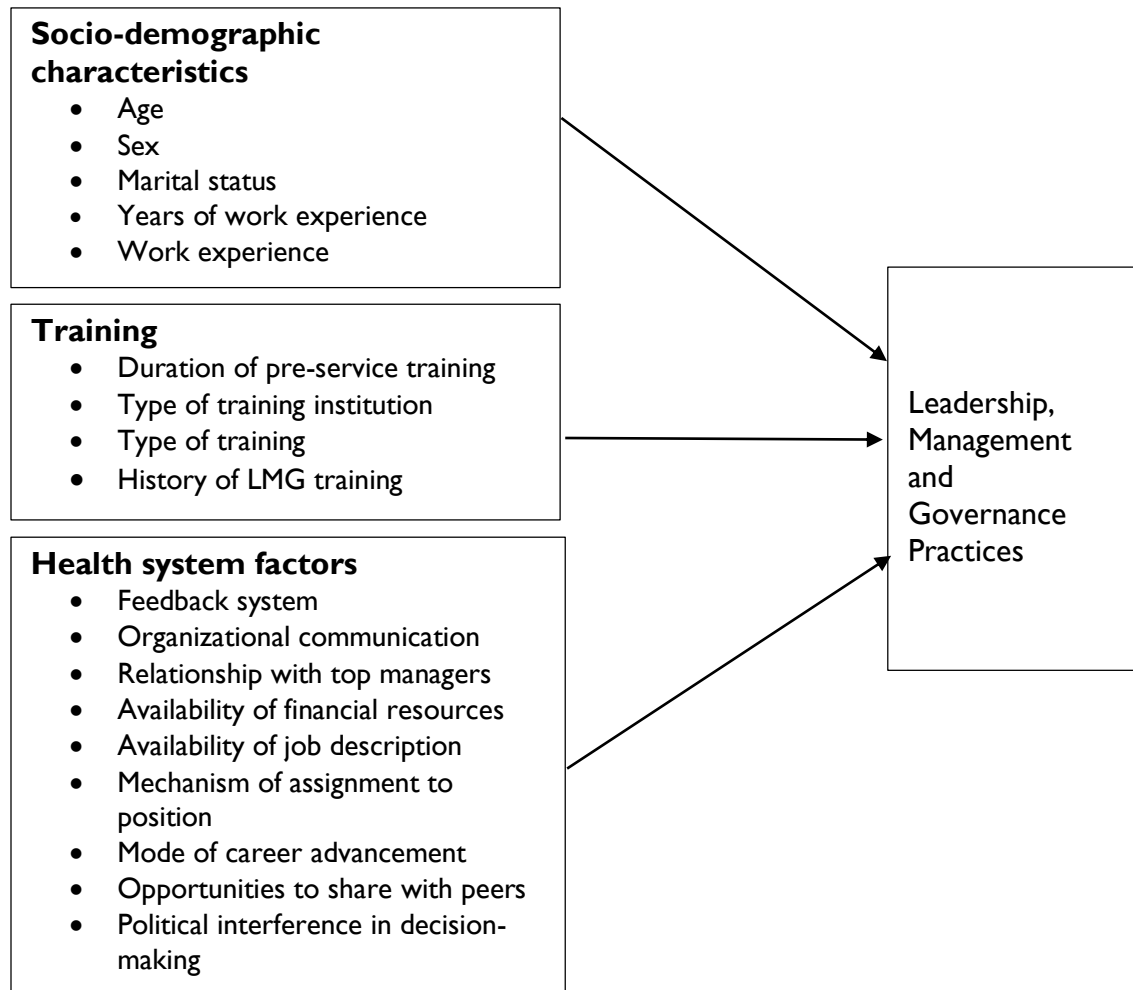 Socio-demographic
characteristics
• Age
• Sex
• Marital status
• Years of work experience
• Work experience
Training
• Duration of pre-service training
• Type of training institution
• Type of training
• History of LMG training
Health system factors
• Feedback system
• Organizational communication
• Relationship with top managers
• Availability of financial resources
• Availability of job description
• Mechanism of assignment to
position
• Mode of career advancement
• Opportunities to share with peers
• Political interference in decision-
making
Leadership,
Management
and
Governance
Practices